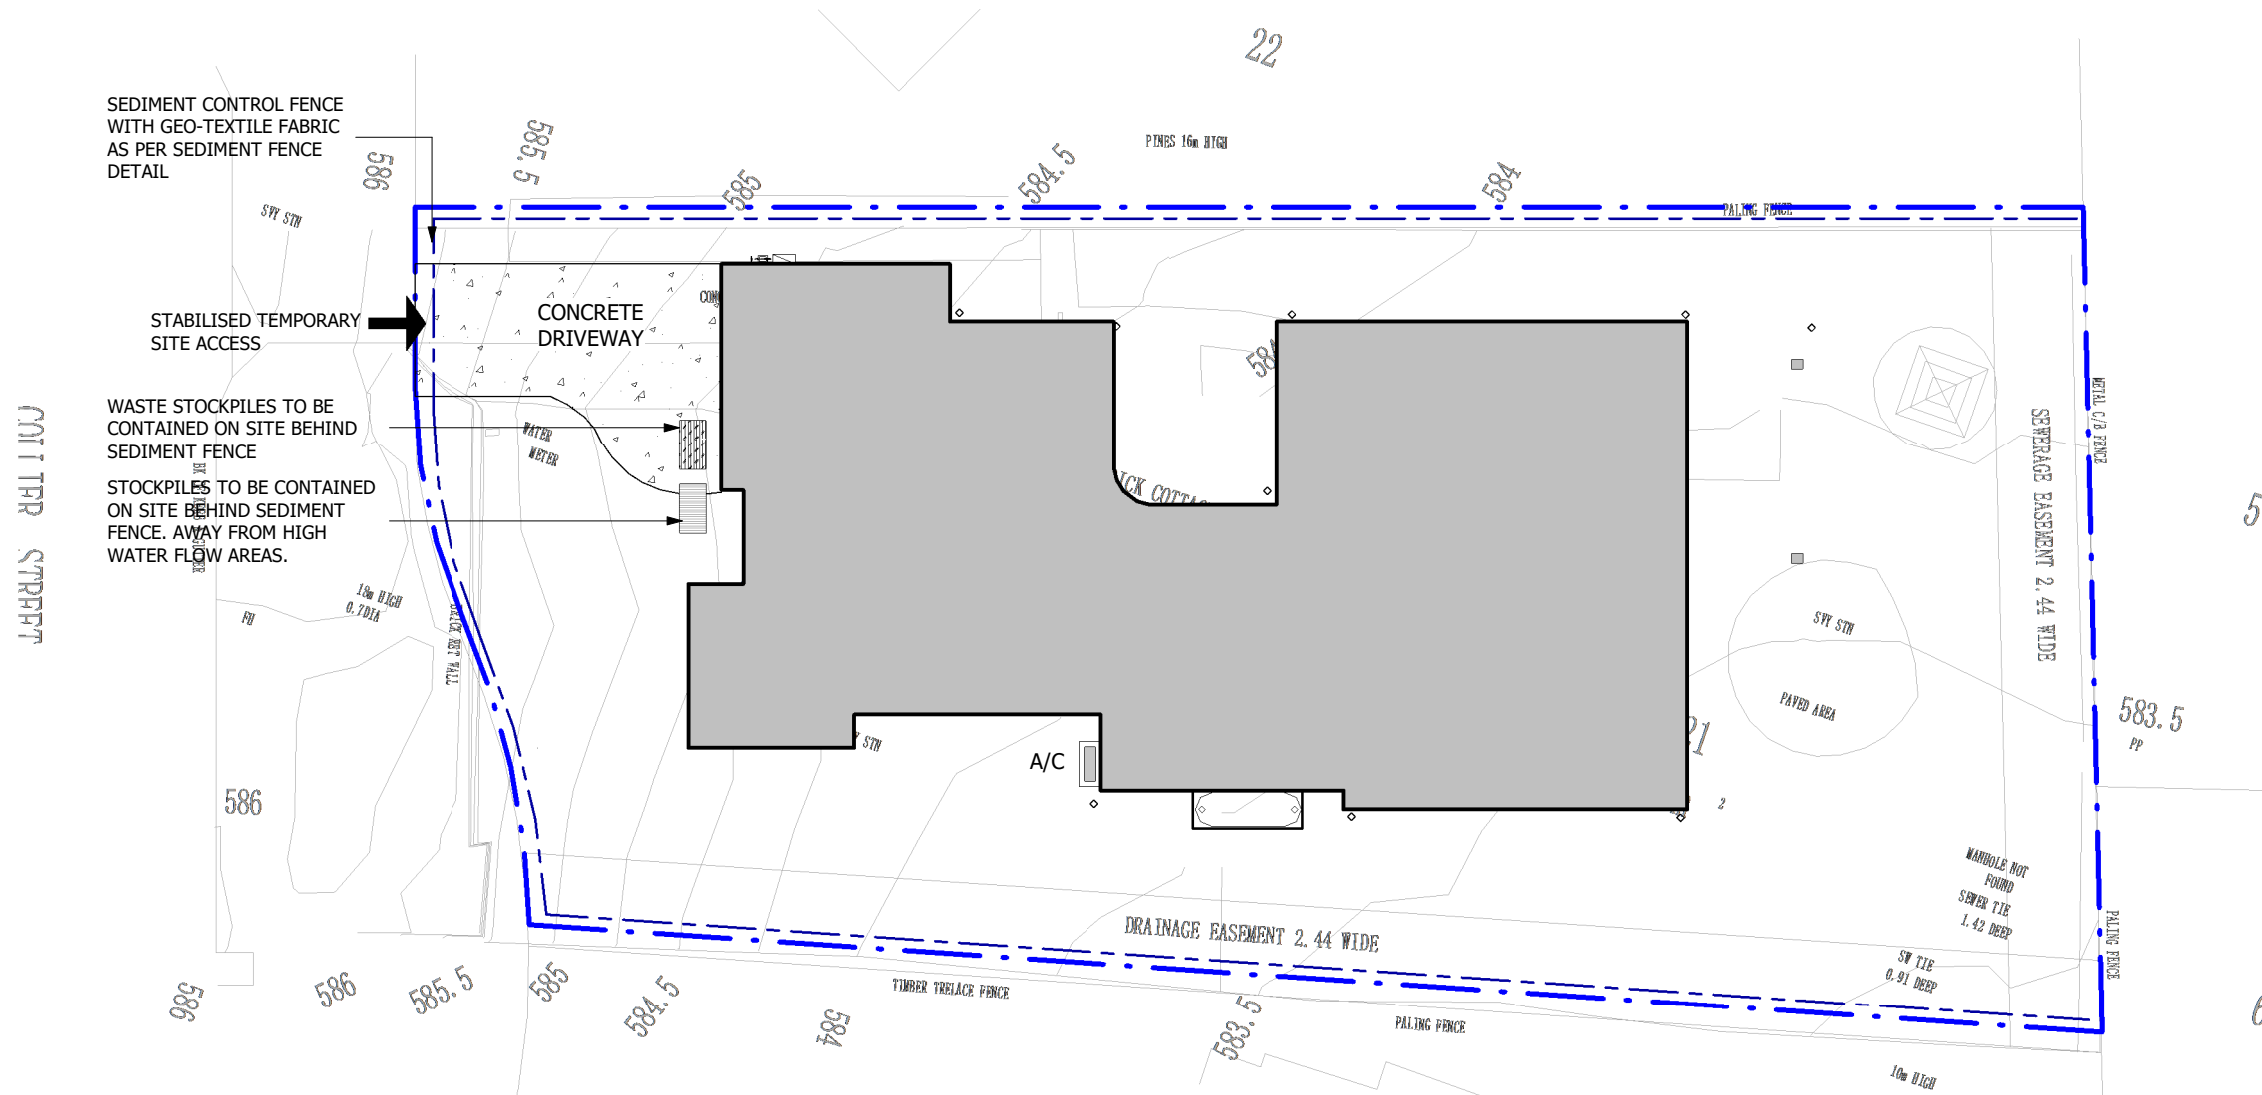 22
SEDIMENT CONTROL FENCE
WITH GEO-TEXTILE FABRIC
AS PER SEDIMENT FENCE
DETAIL
PINES 16m HIGH
586
585.5
585
584.5
584
SVY STN
PALING FENCE
STABILISED TEMPORARY
SITE ACCESS
CONCRETE
DRIVEWAY
WASTE STOCKPILES TO BE
CONTAINED ON SITE BEHIND
SEDIMENT FENCE
WATER
METER
STOCKPILES TO BE CONTAINED
ON SITE BEHIND SEDIMENT
FENCE. AWAY FROM HIGH
WATER FLOW AREAS.
METAL C/B FENCE
SEWERAGE EASEMENT 2.44 WIDE
STREET
18m HIGH
0.7DIA
FH
SVY STN
PAVED AREA
583.5
PP
21
STN
A/C
586
2
MANHOLE NOT
FOUND
SEWER TIE
1.42 DEEP
DRAINAGE EASEMENT 2.44 WIDE
PALING FENCE
SW TIE
0.91 DEEP
586
586
585.5
585
584.5
584
TIMBER TRELACE FENCE
583.5
PALING FENCE
10m HIGH